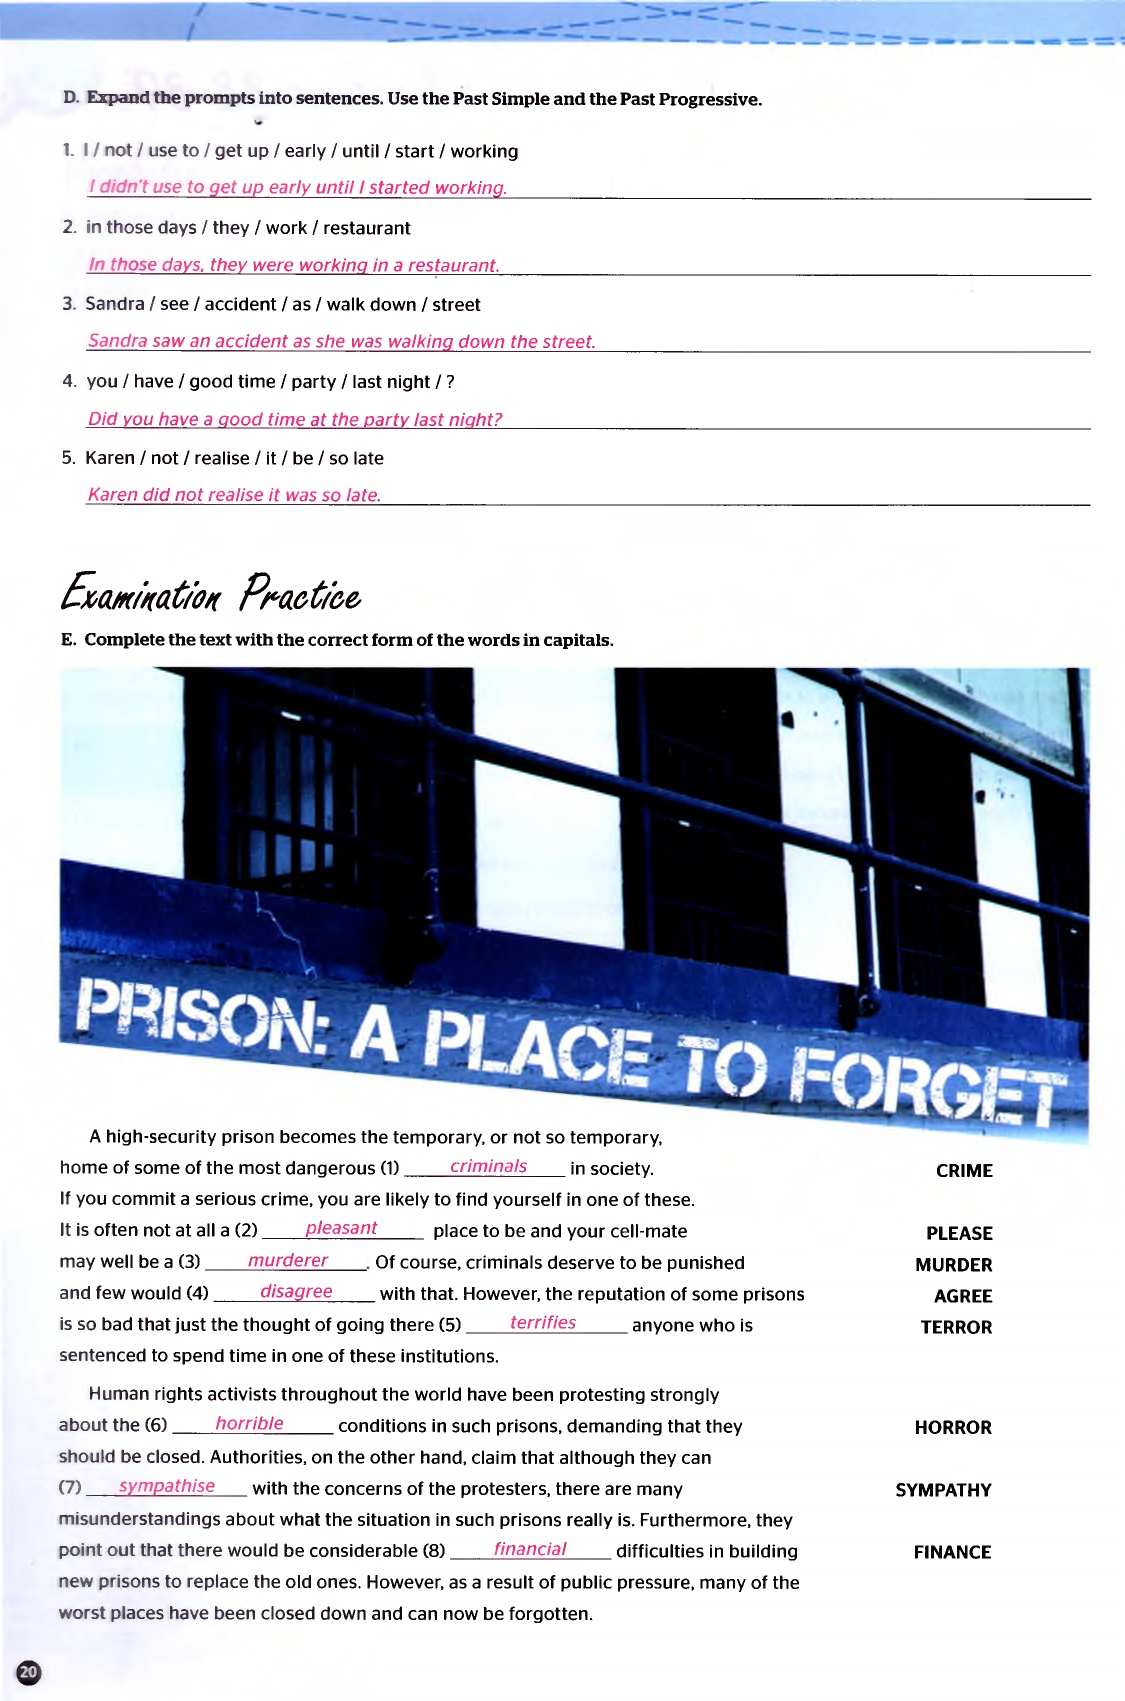 D. Expand the prompts into sentences. Use the Past Simple and the Past Progressive.
1. I / not / use to / get up / early / until / start / working
I didn't use to get up early until I started working.
2. in those days / they / work / restaurant
In those days, they were working in a restaurant.
3. Sandra / see / accident / as / walk down / street
Sandra saw an accident as she was walking down the street.
4. you / have / good time / party / last night / ?
Did you have a good time at the party last night?
5. Karen / not / realise / it / be / so late
Karen did not realise it was so late.
Examination Practice
E. Complete the text with the correct form of the words in capitals.
PRISON: A PLACE TO FORGET
A high-security prison becomes the temporary, or not so temporary,
home of some of the most dangerous (1) criminals in society. CRIME
If you commit a serious crime, you are likely to find yourself in one of these.
It is often not at all a (2) pleasant place to be and your cell-mate PLEASE
may well be a (3) murderer. Of course, criminals deserve to be punished MURDER
and few would (4) disagree with that. However, the reputation of some prisons AGREE
is so bad that just the thought of going there (5) terrifies anyone who is TERROR
sentenced to spend time in one of these institutions.
Human rights activists throughout the world have been protesting strongly
about the (6) horrible conditions in such prisons, demanding that they HORROR
should be closed. Authorities, on the other hand, claim that although they can
(7) sympathise with the concerns of the protesters, there are many SYMPATHY
misunderstandings about what the situation in such prisons really is. Furthermore, they
point out that there would be considerable (8) financial difficulties in building FINANCE
new prisons to replace the old ones. However, as a result of public pressure, many of the
worst places have been closed down and can now be forgotten.
20